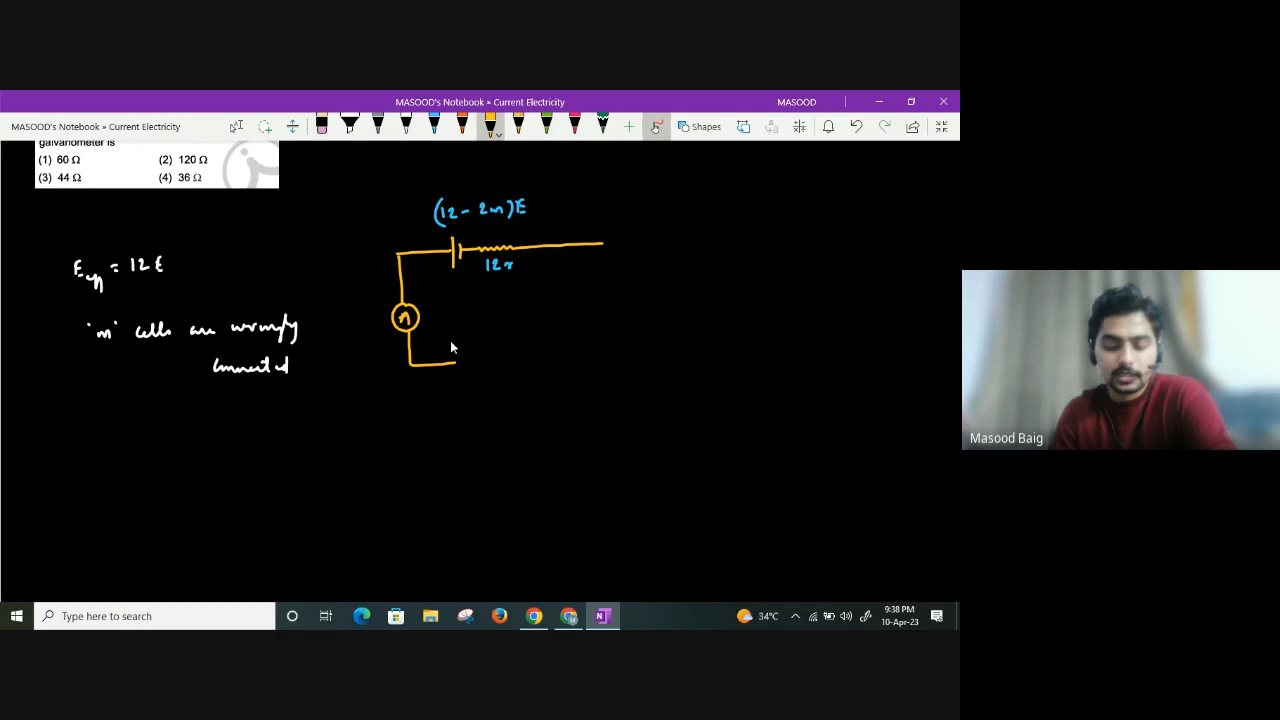 MASOOD's Notebook » Current Electricity
MASOOD
MASOOD's Notebook » Current Electricity
Shapes
galvanometer is
(1) 60 Ω
(2) 120 Ω
(3) 44 Ω
(4) 36 Ω
(12 - 2m)E
12r
E eff = 12E
'm' cells are wrongly
connected
A
Masood Baig
Type here to search
34°C
9:38 PM
10-Apr-23